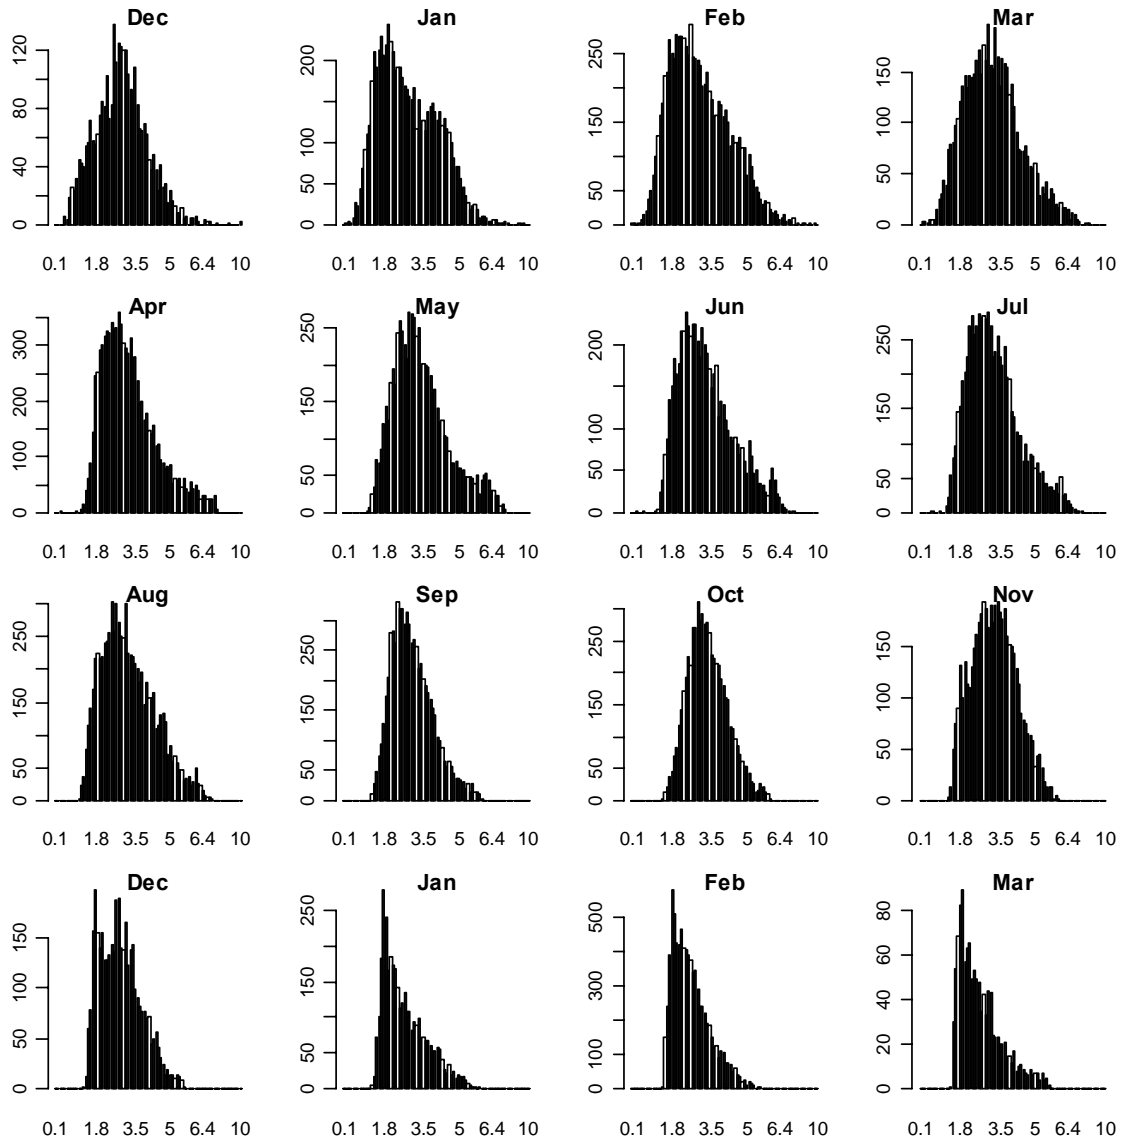 Dec Jan Feb Mar
0 40 80 120
0 50 100 200
0 50 150 250
0 50 100 150
0.1 1.8 3.5 5 6.4 10 0.1 1.8 3.5 5 6.4 10 0.1 1.8 3.5 5 6.4 10 0.1 1.8 3.5 5 6.4 10
Apr May Jun Jul
0 100 200 300
0 50 150 250
0 50 100 200
0 50 150 250
0.1 1.8 3.5 5 6.4 10 0.1 1.8 3.5 5 6.4 10 0.1 1.8 3.5 5 6.4 10 0.1 1.8 3.5 5 6.4 10
Aug Sep Oct Nov
0 50 150 250
0 50 150 250
0 50 150 250
0 50 100 150
0.1 1.8 3.5 5 6.4 10 0.1 1.8 3.5 5 6.4 10 0.1 1.8 3.5 5 6.4 10 0.1 1.8 3.5 5 6.4 10
Dec Jan Feb Mar
0 50 100 150
0 50 150 250
0 100 300 500
0 20 40 60 80
0.1 1.8 3.5 5 6.4 10 0.1 1.8 3.5 5 6.4 10 0.1 1.8 3.5 5 6.4 10 0.1 1.8 3.5 5 6.4 10